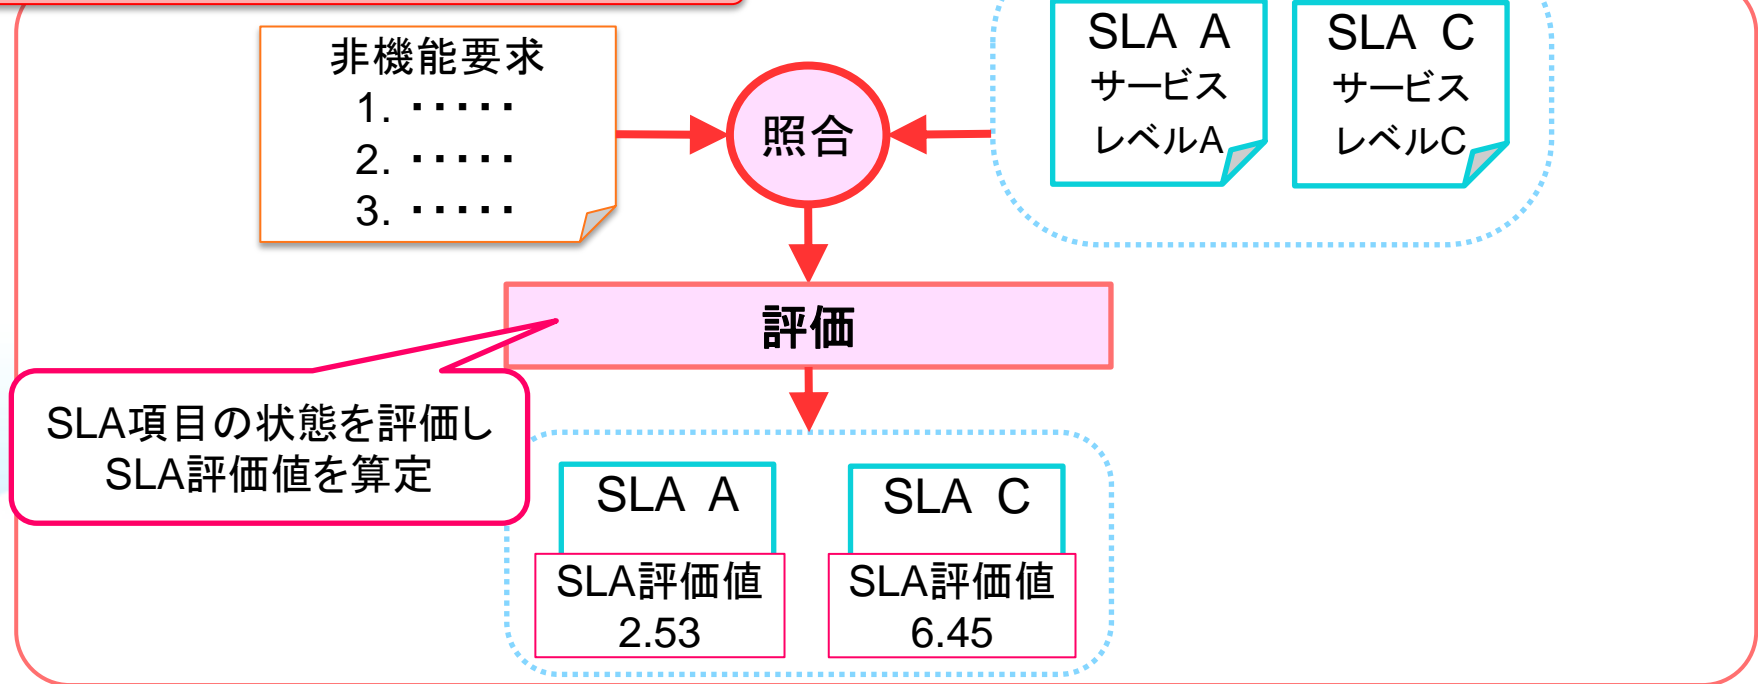 非機能要求
1. ・・・・・
2. ・・・・・
3. ・・・・・
照合
SLA A
サービス
レベルA
SLA C
サービス
レベルC
評価
SLA項目の状態を評価し
SLA評価値を算定
SLA A
SLA評価値
2.53
SLA C
SLA評価値
6.45